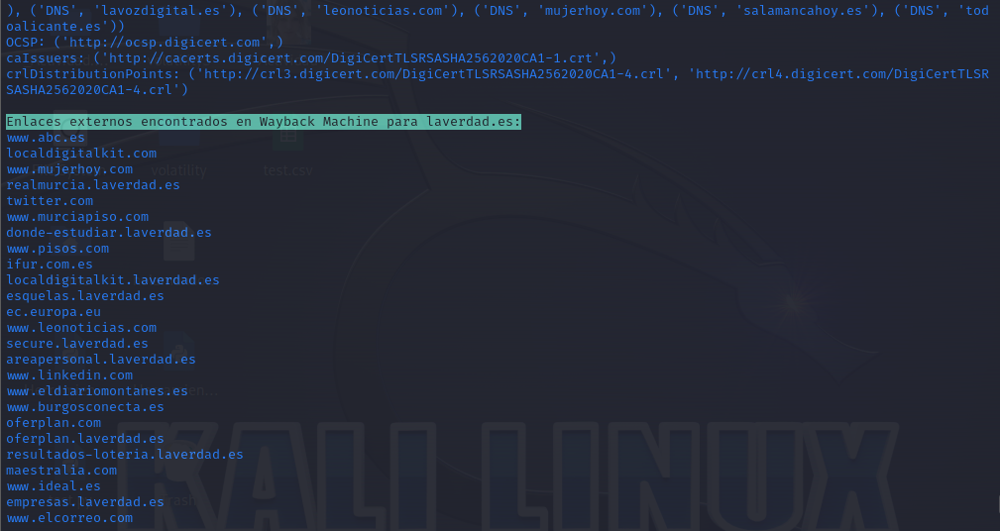 ), ('DNS', 'lavozdigital.es'), ('DNS', 'leonoticias.com'), ('DNS', 'mujerhoy.com'), ('DNS', 'salamancahoy.es'), ('DNS', 'tod
oalicante.es'))
OCSP: ('http://ocsp.digicert.com',)
caIssuers: ('http://cacerts.digicert.com/DigiCertTLSRSASHA2562020CA1-1.crt',)
crlDistributionPoints: ('http://crl3.digicert.com/DigiCertTLSRSASHA2562020CA1-4.crl', 'http://crl4.digicert.com/DigiCertTLSR
SASHA2562020CA1-4.crl')
Enlaces externos encontrados en Wayback Machine para laverdad.es:
www.abc.es
localdigitalkit.com
www.mujerhoy.com
volatility
test.csv
realmurcia.laverdad.es
twitter.com
www.murciapiso.com
donde-estudiar.laverdad.es
www.pisos.com
ifur.com.es
localdigitalkit.laverdad.es
esquelas.laverdad.es
ec.europa.eu
www.leonoticias.com
secure.laverdad.es
areapersonal.laverdad.es
www.linkedin.com
www.eldiariomontanes.es
www.burgosconecta.es
oferplan.com
oferplan.laverdad.es
resultados-loteria.laverdad.es
maestralia.com
www.ideal.es
empresas.laverdad.es
www.elcorreo.com
KALI LINUX